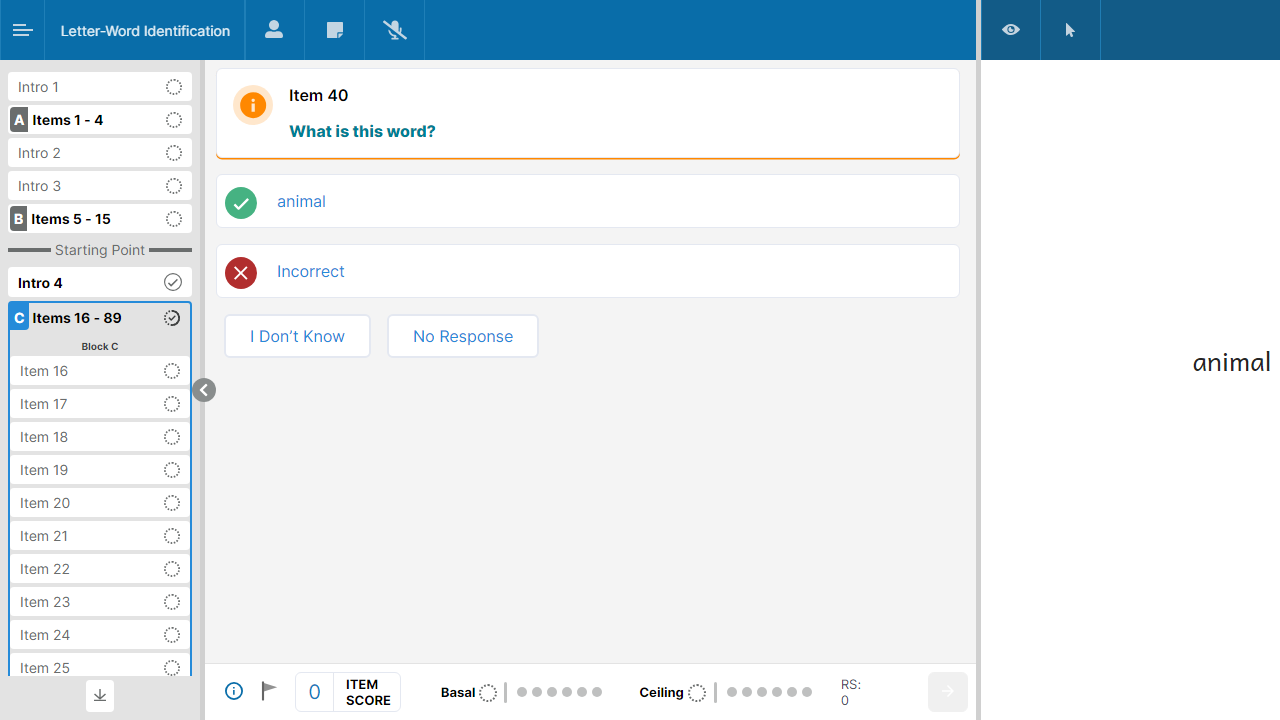 Letter-Word Identification
Intro 1
A Items 1 - 4
Intro 2
Intro 3
B Items 5 - 15
Starting Point
Intro 4
C Items 16 - 89
Block C
Item 16
Item 17
Item 18
Item 19
Item 20
Item 21
Item 22
Item 23
Item 24
Item 25
Item 40
What is this word?
animal
Incorrect
I Don’t Know
No Response
0 ITEM SCORE
Basal
Ceiling
RS:
0
animal